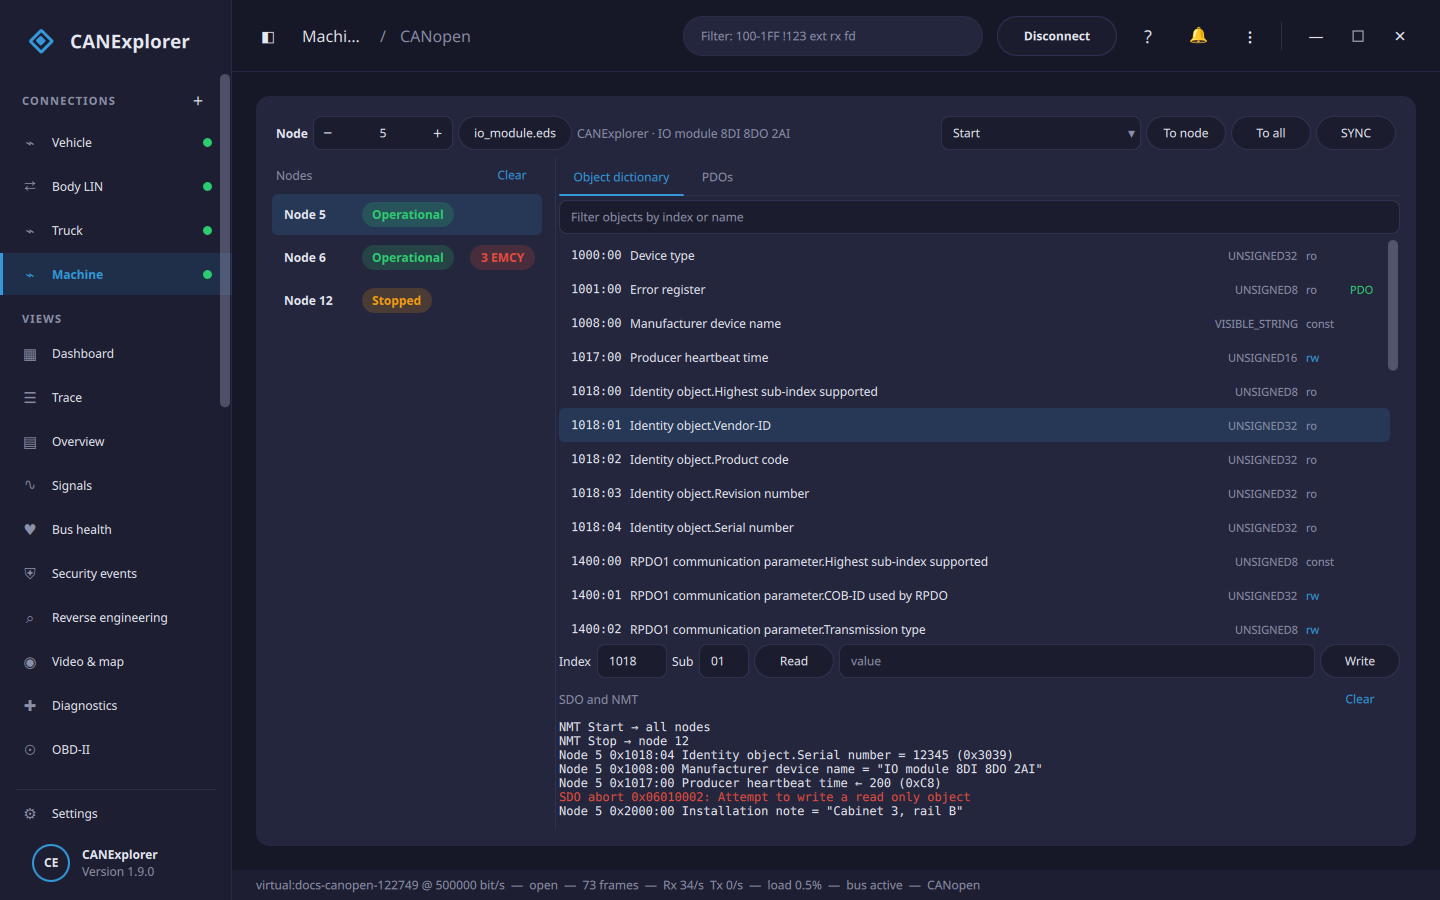 CANExplorer
CONNECTIONS +
Vehicle
Body LIN
Truck
Machine
VIEWS
Dashboard
Trace
Overview
Signals
Bus health
Security events
Reverse engineering
Video & map
Diagnostics
OBD-II
Settings
CE
CANExplorer
Version 1.9.0
Machi... / CANopen
Filter: 100-1FF !123 ext rx fd
Disconnect
?
Node − 5 + io_module.eds CANExplorer · IO module 8DI 8DO 2AI
Start To node To all SYNC
Nodes Clear
Node 5 Operational
Node 6 Operational 3 EMCY
Node 12 Stopped
Object dictionary PDOs
Filter objects by index or name
1000:00 Device type UNSIGNED32 ro
1001:00 Error register UNSIGNED8 ro PDO
1008:00 Manufacturer device name VISIBLE_STRING const
1017:00 Producer heartbeat time UNSIGNED16 rw
1018:00 Identity object.Highest sub-index supported UNSIGNED8 ro
1018:01 Identity object.Vendor-ID UNSIGNED32 ro
1018:02 Identity object.Product code UNSIGNED32 ro
1018:03 Identity object.Revision number UNSIGNED32 ro
1018:04 Identity object.Serial number UNSIGNED32 ro
1400:00 RPDO1 communication parameter.Highest sub-index supported UNSIGNED8 const
1400:01 RPDO1 communication parameter.COB-ID used by RPDO UNSIGNED32 rw
1400:02 RPDO1 communication parameter.Transmission type UNSIGNED8 rw
Index 1018 Sub 01 Read value Write
SDO and NMT Clear
NMT Start → all nodes
NMT Stop → node 12
Node 5 0x1018:04 Identity object.Serial number = 12345 (0x3039)
Node 5 0x1008:00 Manufacturer device name = "IO module 8DI 8DO 2AI"
Node 5 0x1017:00 Producer heartbeat time ← 200 (0xC8)
SDO abort 0x06010002: Attempt to write a read only object
Node 5 0x2000:00 Installation note = "Cabinet 3, rail B"
virtual:docs-canopen-122749 @ 500000 bit/s — open — 73 frames — Rx 34/s Tx 0/s — load 0.5% — bus active — CANopen